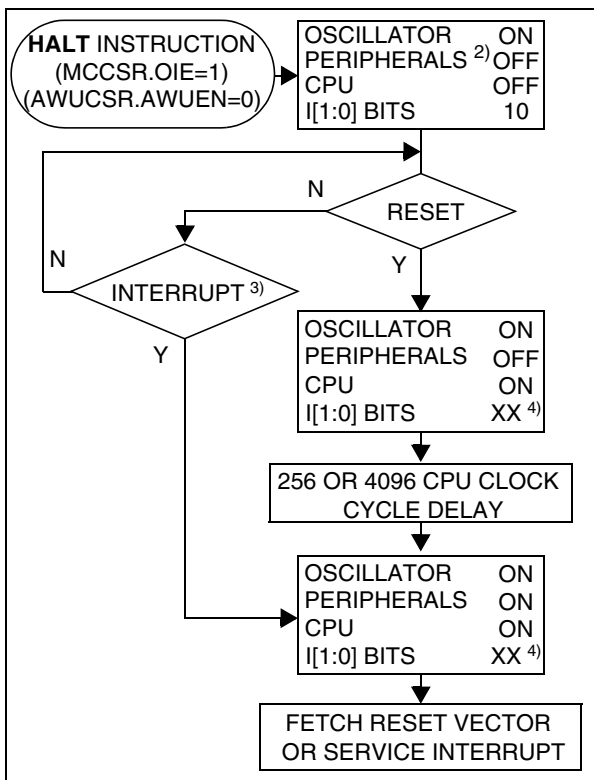 HALT INSTRUCTION
(MCCSR.OIE=1)
(AWUCSR.AWUEN=0)
OSCILLATOR ON
PERIPHERALS 2) OFF
CPU OFF
I[1:0] BITS 10
N
RESET
N
Y
INTERRUPT 3)
Y
OSCILLATOR ON
PERIPHERALS OFF
CPU ON
I[1:0] BITS XX 4)
256 OR 4096 CPU CLOCK
CYCLE DELAY
OSCILLATOR ON
PERIPHERALS ON
CPU ON
I[1:0] BITS XX 4)
FETCH RESET VECTOR
OR SERVICE INTERRUPT